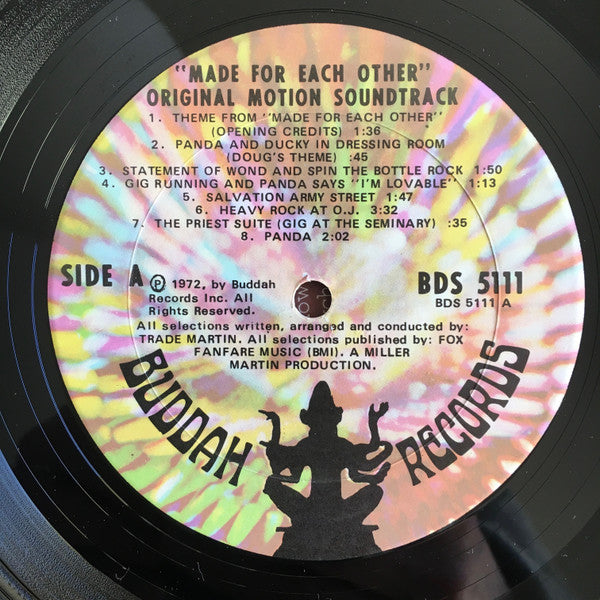 "MADE FOR EACH OTHER"
ORIGINAL MOTION SOUNDTRACK
1. THEME FROM "MADE FOR EACH OTHER"
(OPENING CREDITS) 1:36
2. PANDA AND DUCKY IN DRESSING ROOM
(DOUG'S THEME) :45
3. STATEMENT OF WOND AND SPIN THE BOTTLE ROCK 1:50
4. GIG RUNNING AND PANDA SAYS "I'M LOVABLE" 1:13
5. SALVATION ARMY STREET 1:47
6. HEAVY ROCK AT O.J. 3:32
7. THE PRIEST SUITE (GIG AT THE SEMINARY) :35
8. PANDA 2:02
SIDE A
℗ 1972, by Buddah
Records Inc. All
Rights Reserved.
BDS 5111
BDS 5111 A
All selections written, arranged and conducted by:
TRADE MARTIN. All selections published by: FOX
FANFARE MUSIC (BMI). A MILLER
MARTIN PRODUCTION.
BUDDAH RECORDS